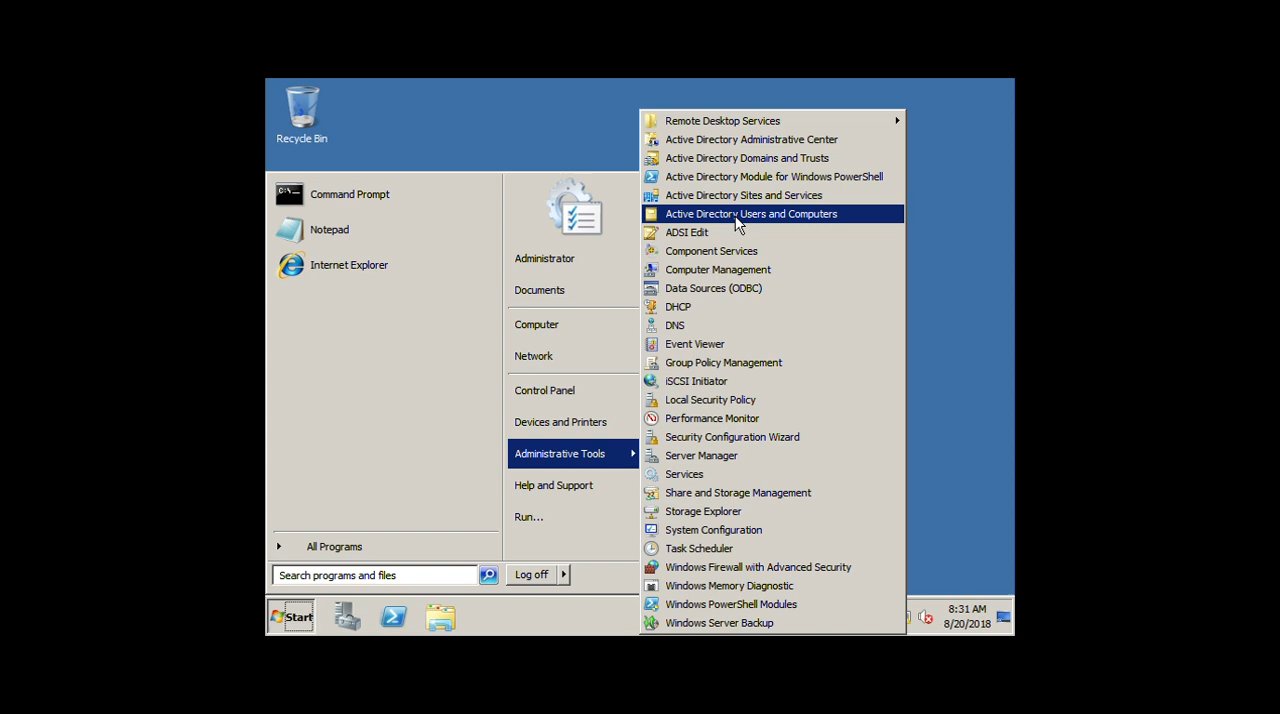 Recycle Bin
Command Prompt
Notepad
Internet Explorer
All Programs
Search programs and files
Administrator
Documents
Computer
Network
Control Panel
Devices and Printers
Administrative Tools
Help and Support
Run...
Log off
Remote Desktop Services
Active Directory Administrative Center
Active Directory Domains and Trusts
Active Directory Module for Windows PowerShell
Active Directory Sites and Services
Active Directory Users and Computers
ADSI Edit
Component Services
Computer Management
Data Sources (ODBC)
DHCP
DNS
Event Viewer
Group Policy Management
iSCSI Initiator
Local Security Policy
Performance Monitor
Security Configuration Wizard
Server Manager
Services
Share and Storage Management
Storage Explorer
System Configuration
Task Scheduler
Windows Firewall with Advanced Security
Windows Memory Diagnostic
Windows PowerShell Modules
Windows Server Backup
Start
8:31 AM
8/20/2018